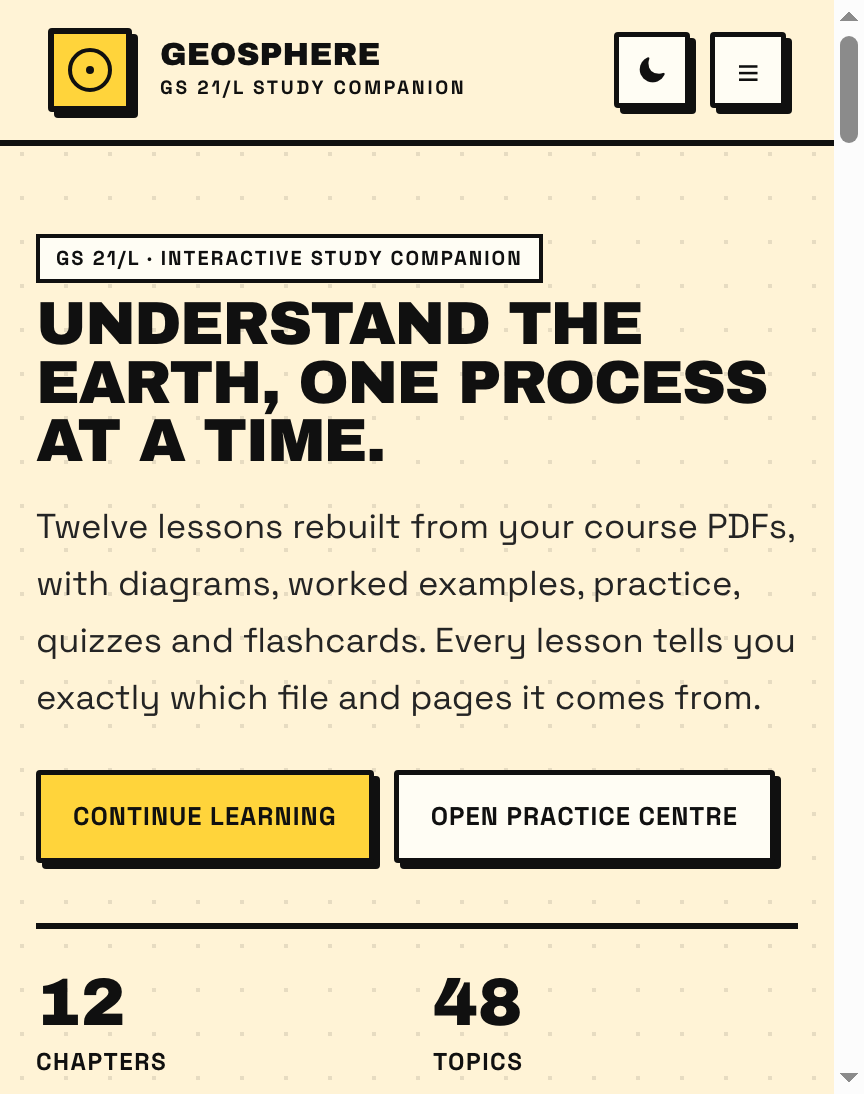 GEOSPHERE
GS 21/L STUDY COMPANION
GS 21/L · INTERACTIVE STUDY COMPANION
UNDERSTAND THE
EARTH, ONE PROCESS
AT A TIME.
Twelve lessons rebuilt from your course PDFs,
with diagrams, worked examples, practice,
quizzes and flashcards. Every lesson tells you
exactly which file and pages it comes from.
CONTINUE LEARNING
OPEN PRACTICE CENTRE
12
CHAPTERS
48
TOPICS